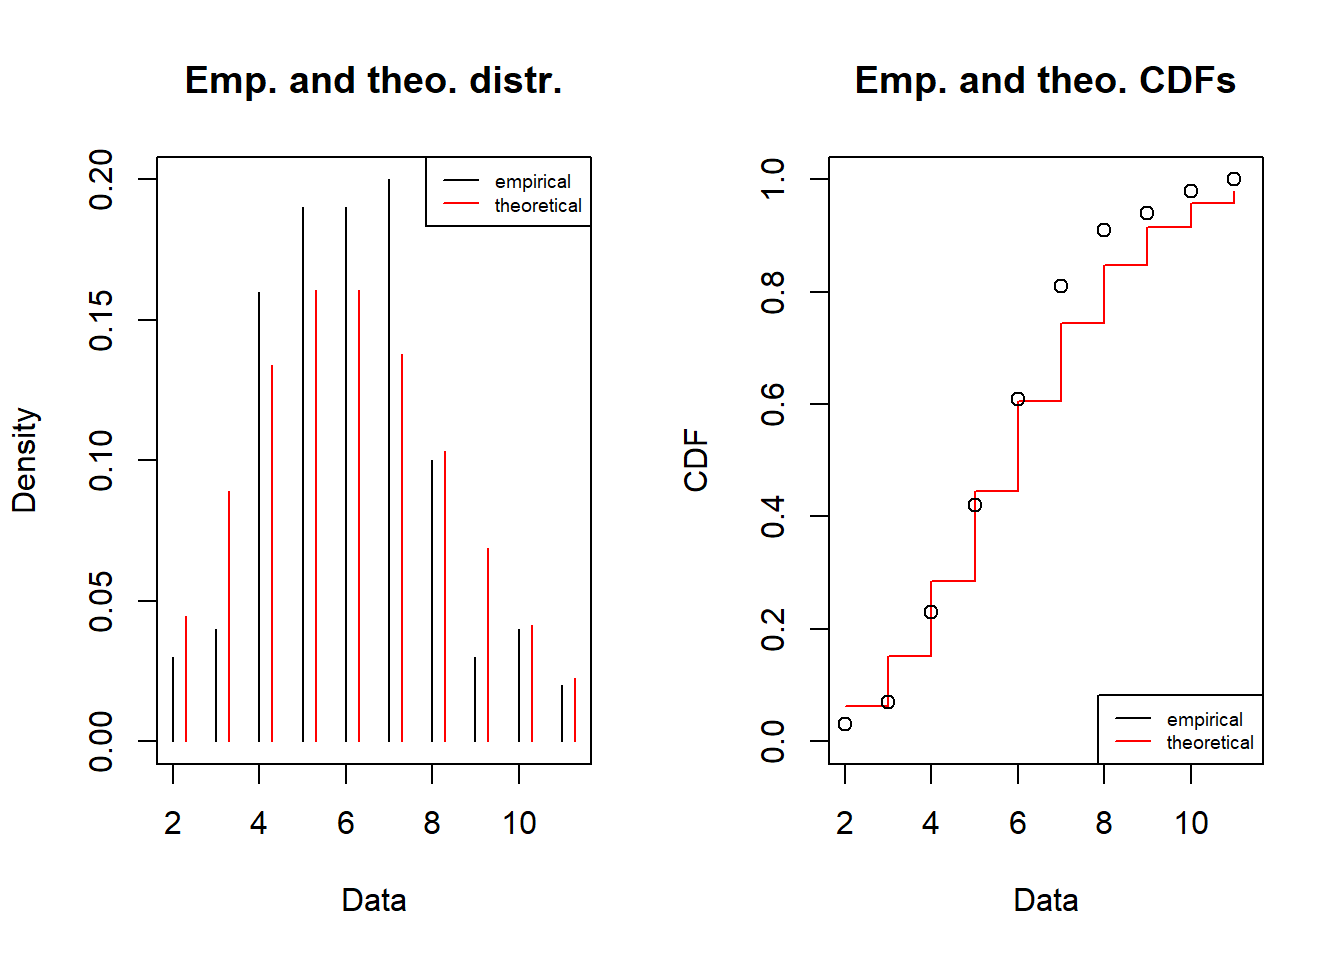 Emp. and theo. distr.
Density
0.00
0.05
0.10
0.15
0.20
empirical
theoretical
2 4 6 8 10
Data
Emp. and theo. CDFs
CDF
0.0
0.2
0.4
0.6
0.8
1.0
empirical
theoretical
2 4 6 8 10
Data